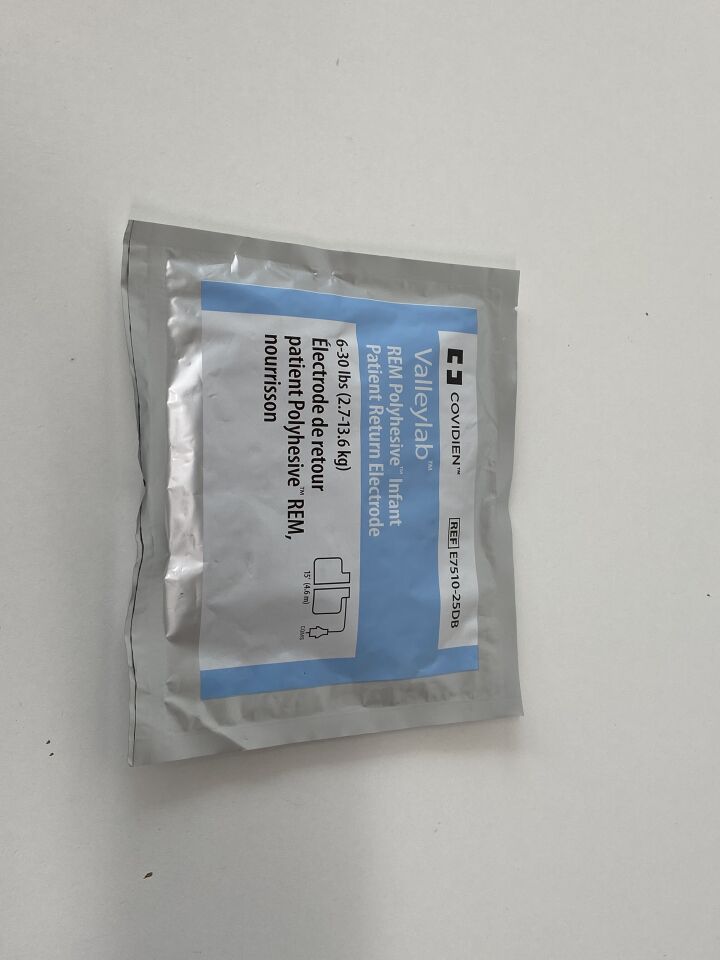 COVIDIEN™
REF E7510-25DB
Valleylab™
REM Polyhesive™ Infant
Patient Return Electrode
6-30 lbs (2.7-13.6 kg)
Électrode de retour
patient Polyhesive™ REM,
nourrisson
15' (4.6 m)
CQMS